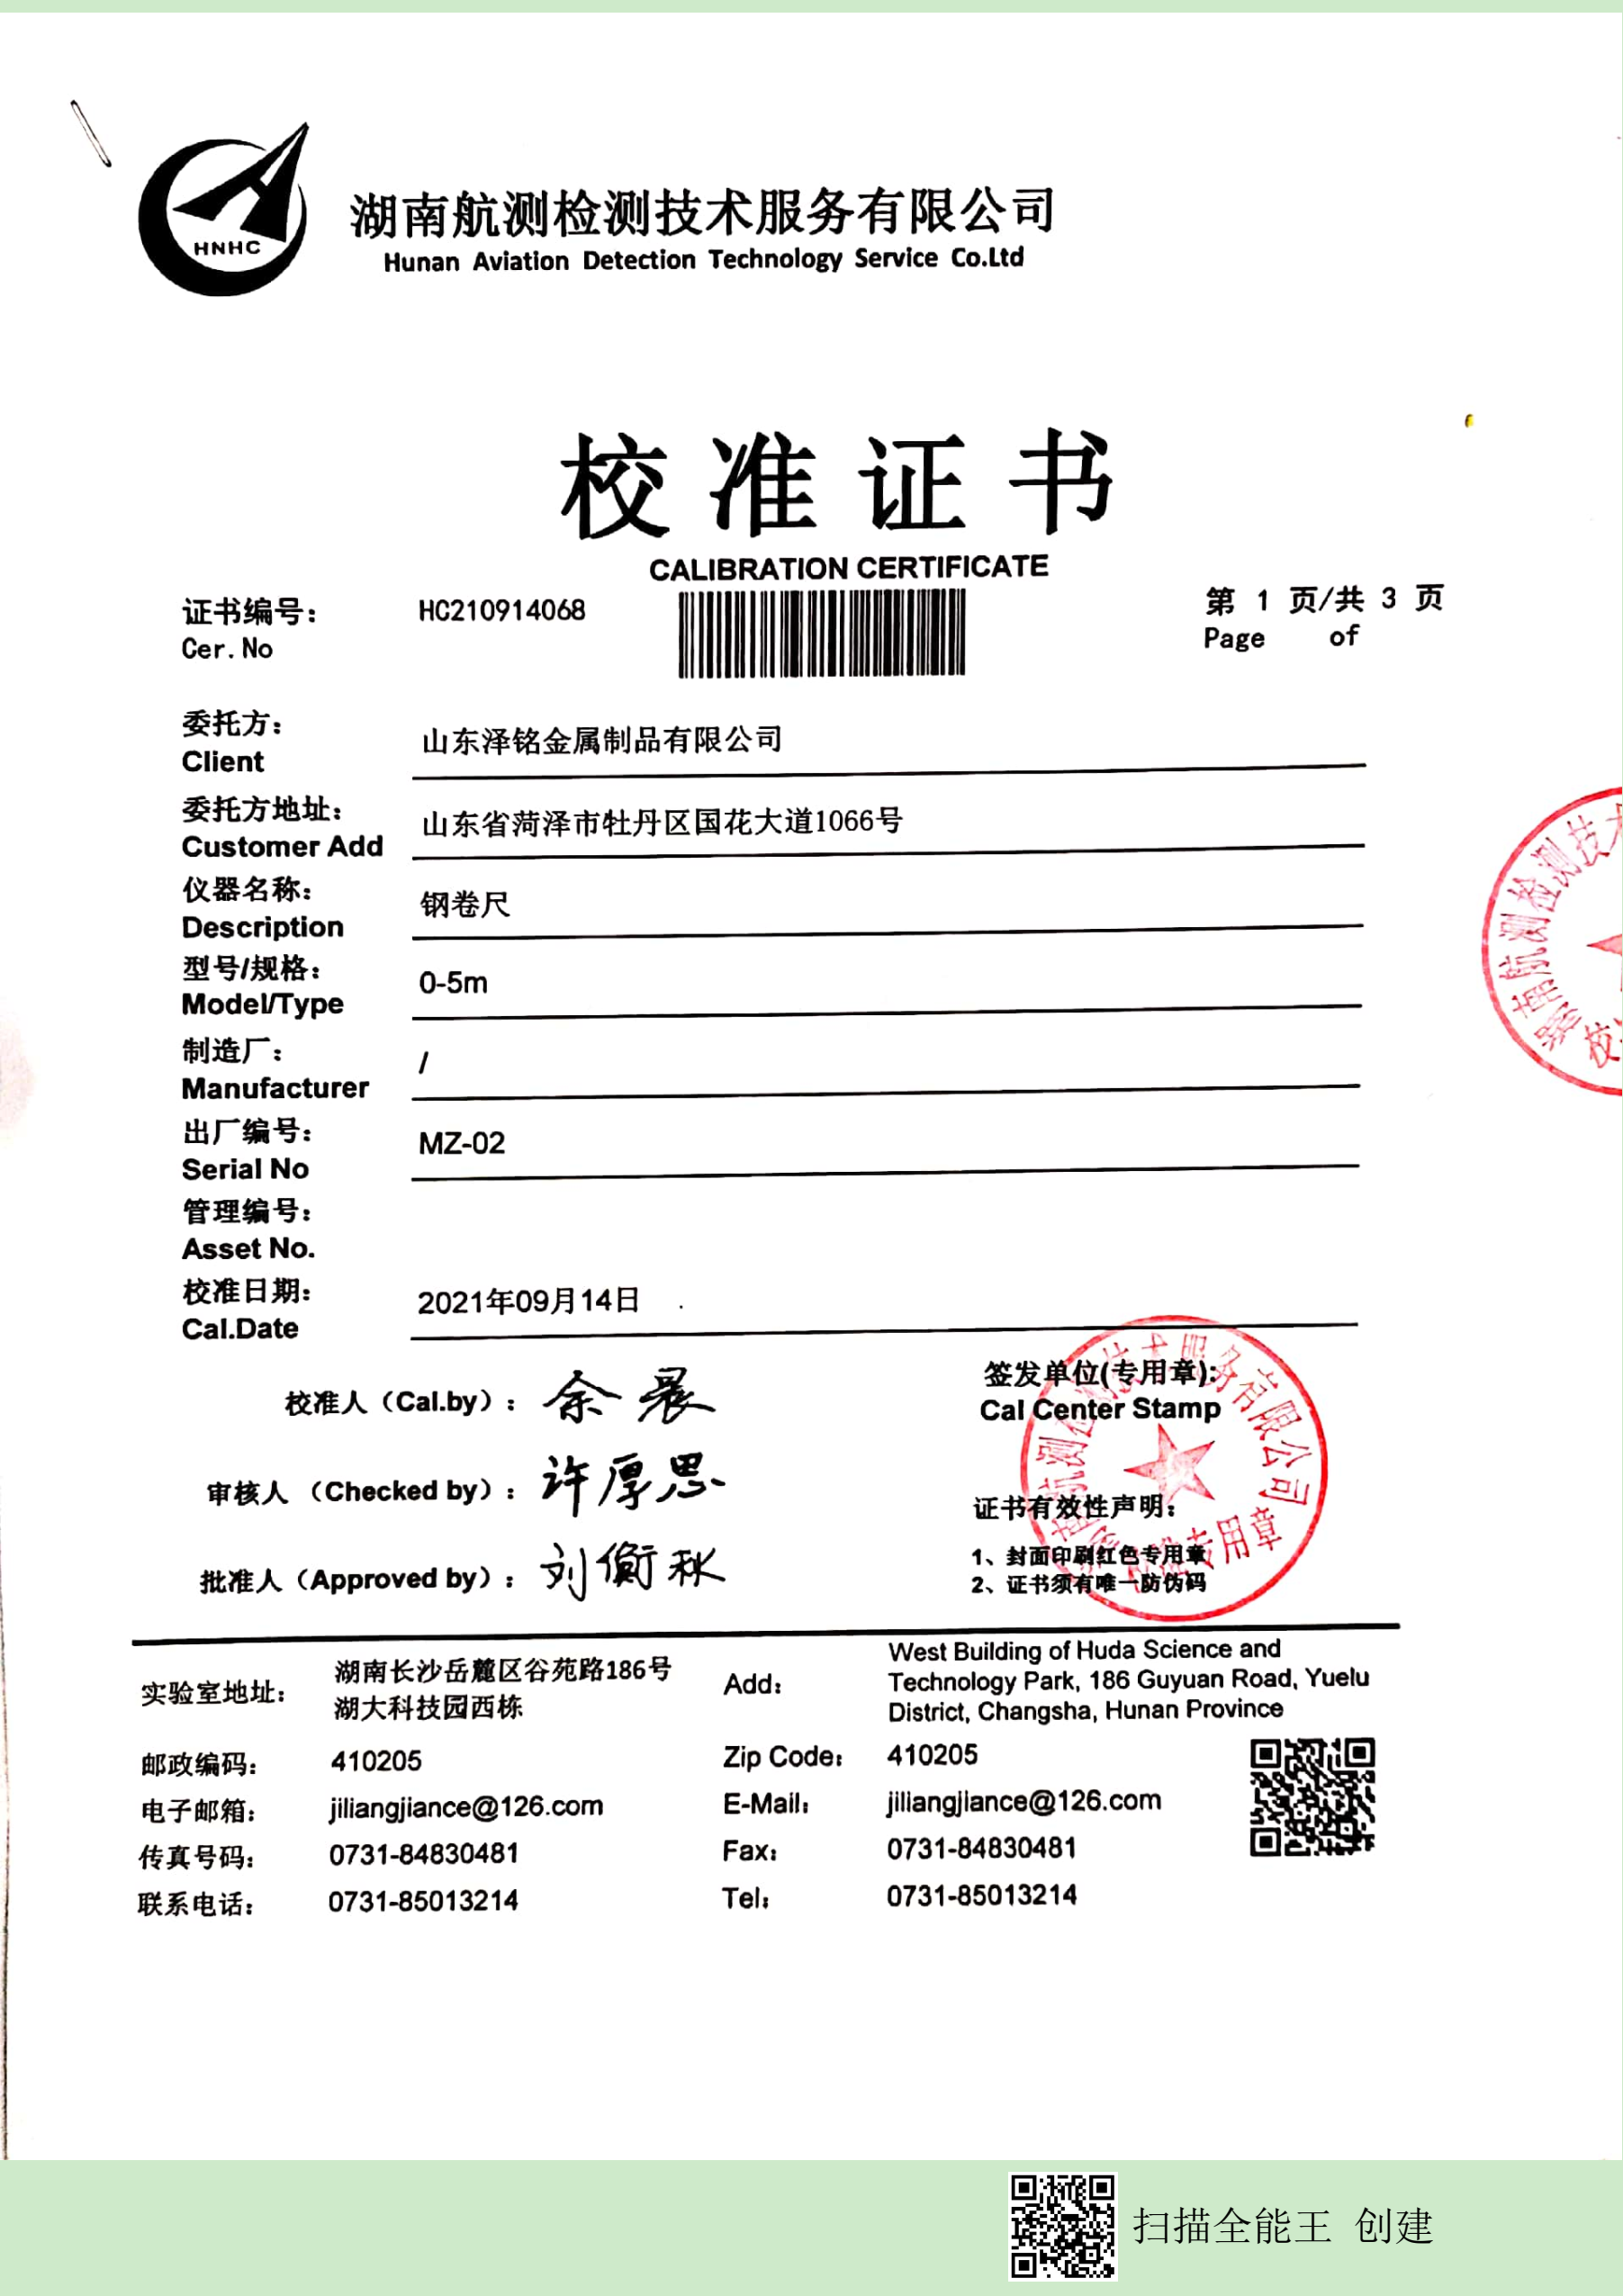 HNHC
湖南航测检测技术服务有限公司
Hunan Aviation Detection Technology Service Co.Ltd
校准证书
CALIBRATION CERTIFICATE
证书编号: HC210914068
Cer.No
第 1 页/共 3 页
Page of
委托方: 山东泽铭金属制品有限公司
Client
委托方地址: 山东省菏泽市牡丹区国花大道1066号
Customer Add
仪器名称: 钢卷尺
Description
型号/规格: 0-5m
Model/Type
制造厂: /
Manufacturer
出厂编号: MZ-02
Serial No
管理编号:
Asset No.
校准日期: 2021年09月14日
Cal.Date
校准人（Cal.by）: 余晨
审核人（Checked by）: 许厚思
批准人（Approved by）: 刘衡秋
签发单位(专用章):
Cal Center Stamp
证书有效性声明:
1、封面印刷红色专用章
2、证书须有唯一防伪码
实验室地址: 湖南长沙岳麓区谷苑路186号
湖大科技园西栋
Add: West Building of Huda Science and
Technology Park, 186 Guyuan Road, Yuelu
District, Changsha, Hunan Province
邮政编码: 410205 Zip Code: 410205
电子邮箱: jiliangjiance@126.com E-Mail: jiliangjiance@126.com
传真号码: 0731-84830481 Fax: 0731-84830481
联系电话: 0731-85013214 Tel: 0731-85013214
扫描全能王 创建